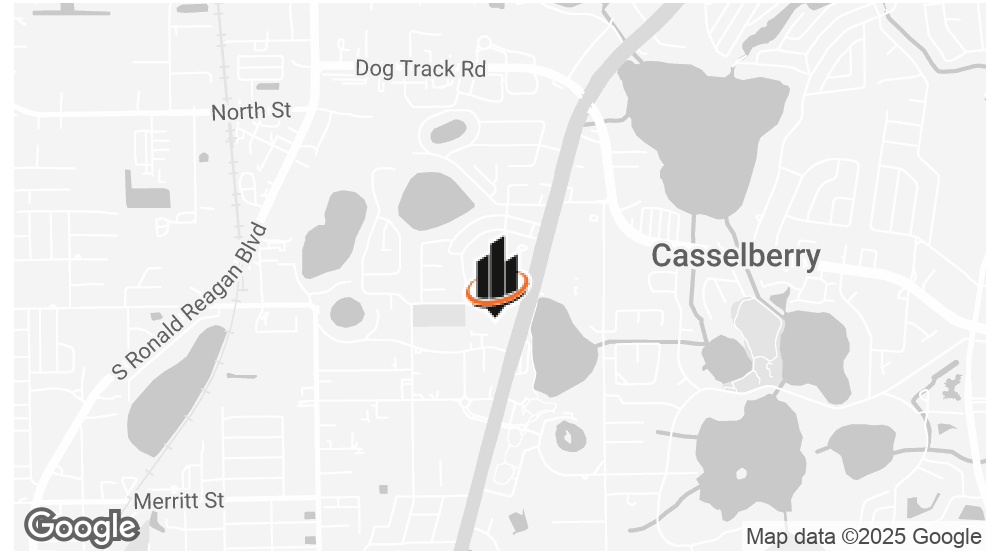 Dog Track Rd
North St
Casselberry
S Ronald Reagan Blvd
Merritt St
Google
Map data ©2025 Google